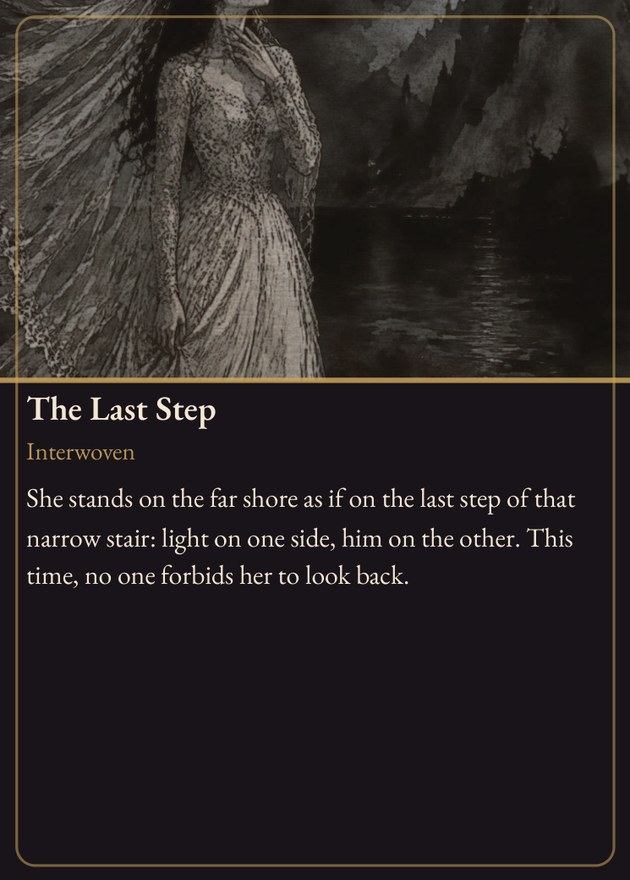 The Last Step
Interwoven
She stands on the far shore as if on the last step of that
narrow stair: light on one side, him on the other. This
time, no one forbids her to look back.